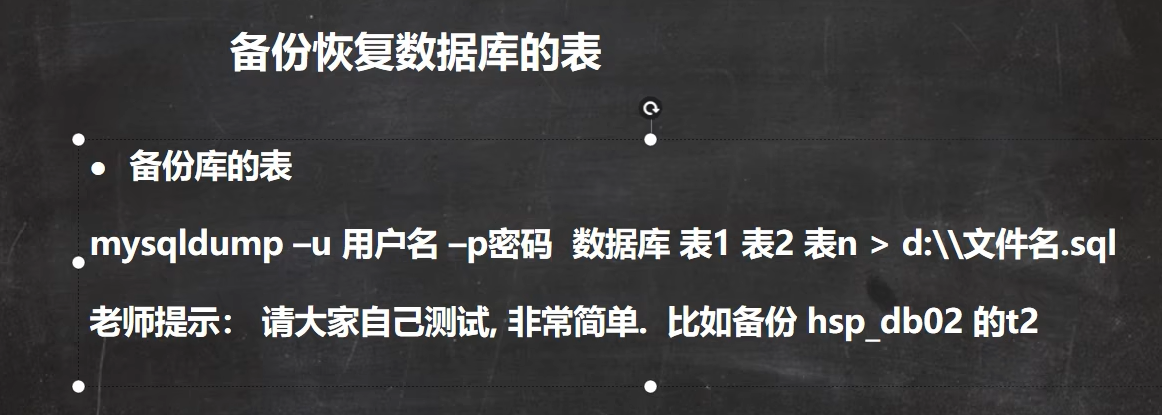 备份恢复数据库的表
● 备份库的表
mysqldump –u 用户名 –p密码  数据库 表1 表2 表n > d:\\文件名.sql
老师提示： 请大家自己测试, 非常简单.  比如备份 hsp_db02 的t2